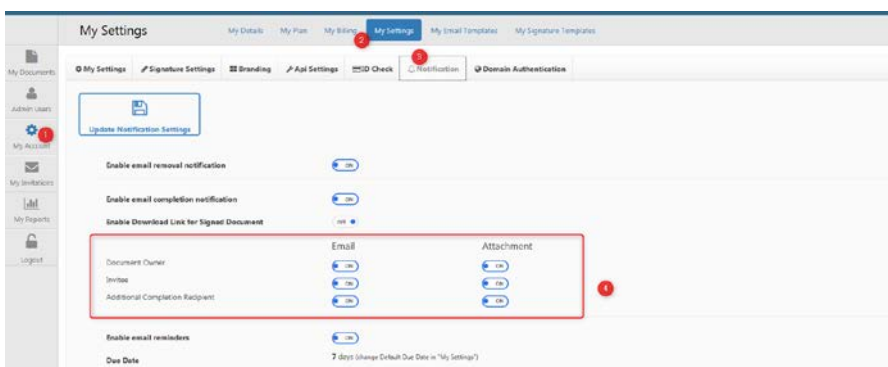 My Settings
My Details My Plan My Billing My Settings My Email Templates My Signature Templates
2
3
My Settings Signature Settings Branding Api Settings ID Check Notification Domain Authentication
My Documents
Admin Users
1
My Account
My Invitations
My Reports
Logout
Update Notification Settings
Enable email removal notification ON
Enable email completion notification ON
Enable Download Link for Signed Document
Email Attachment
Document Owner ON ON
Invitee ON ON
Additional Completion Recipient ON ON
4
Enable email reminders ON
Due Date 7 days (change Default Due Date in "My Settings")